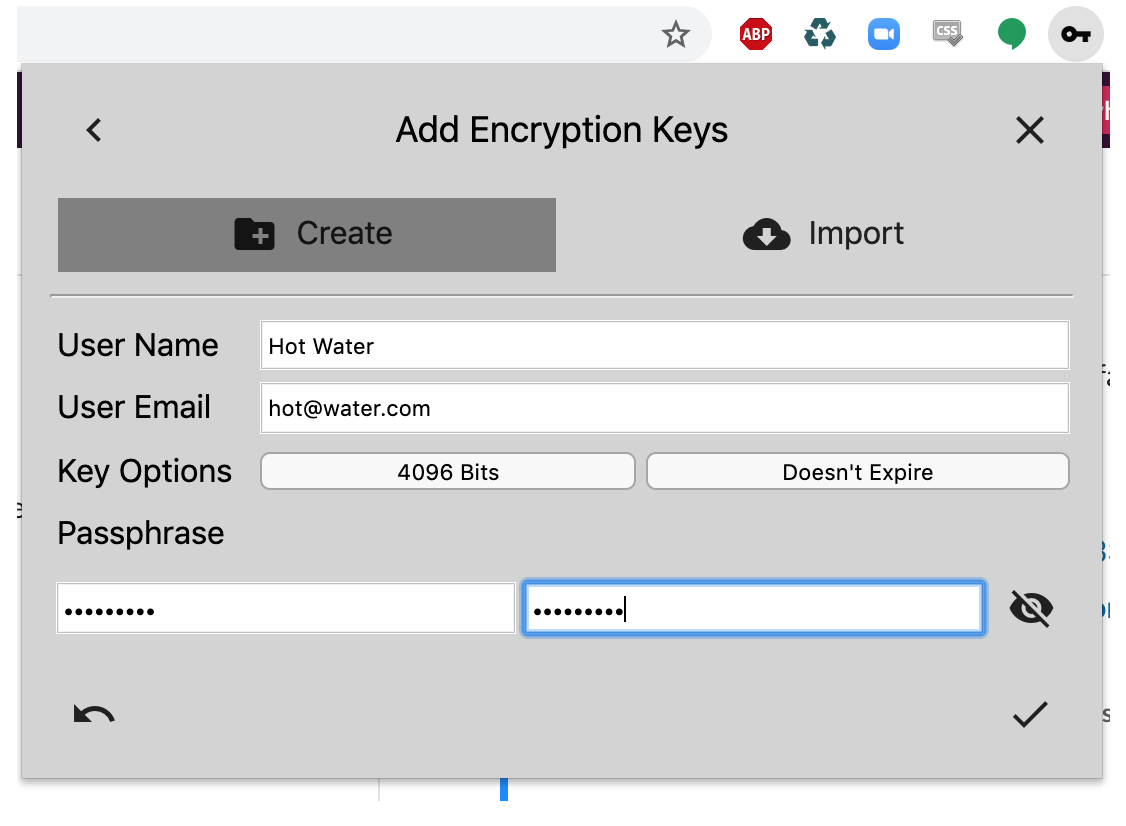 ABP
CSS
Add Encryption Keys
Create
Import
User Name
Hot Water
User Email
hot@water.com
Key Options
4096 Bits
Doesn't Expire
Passphrase
•••••••••
•••••••••